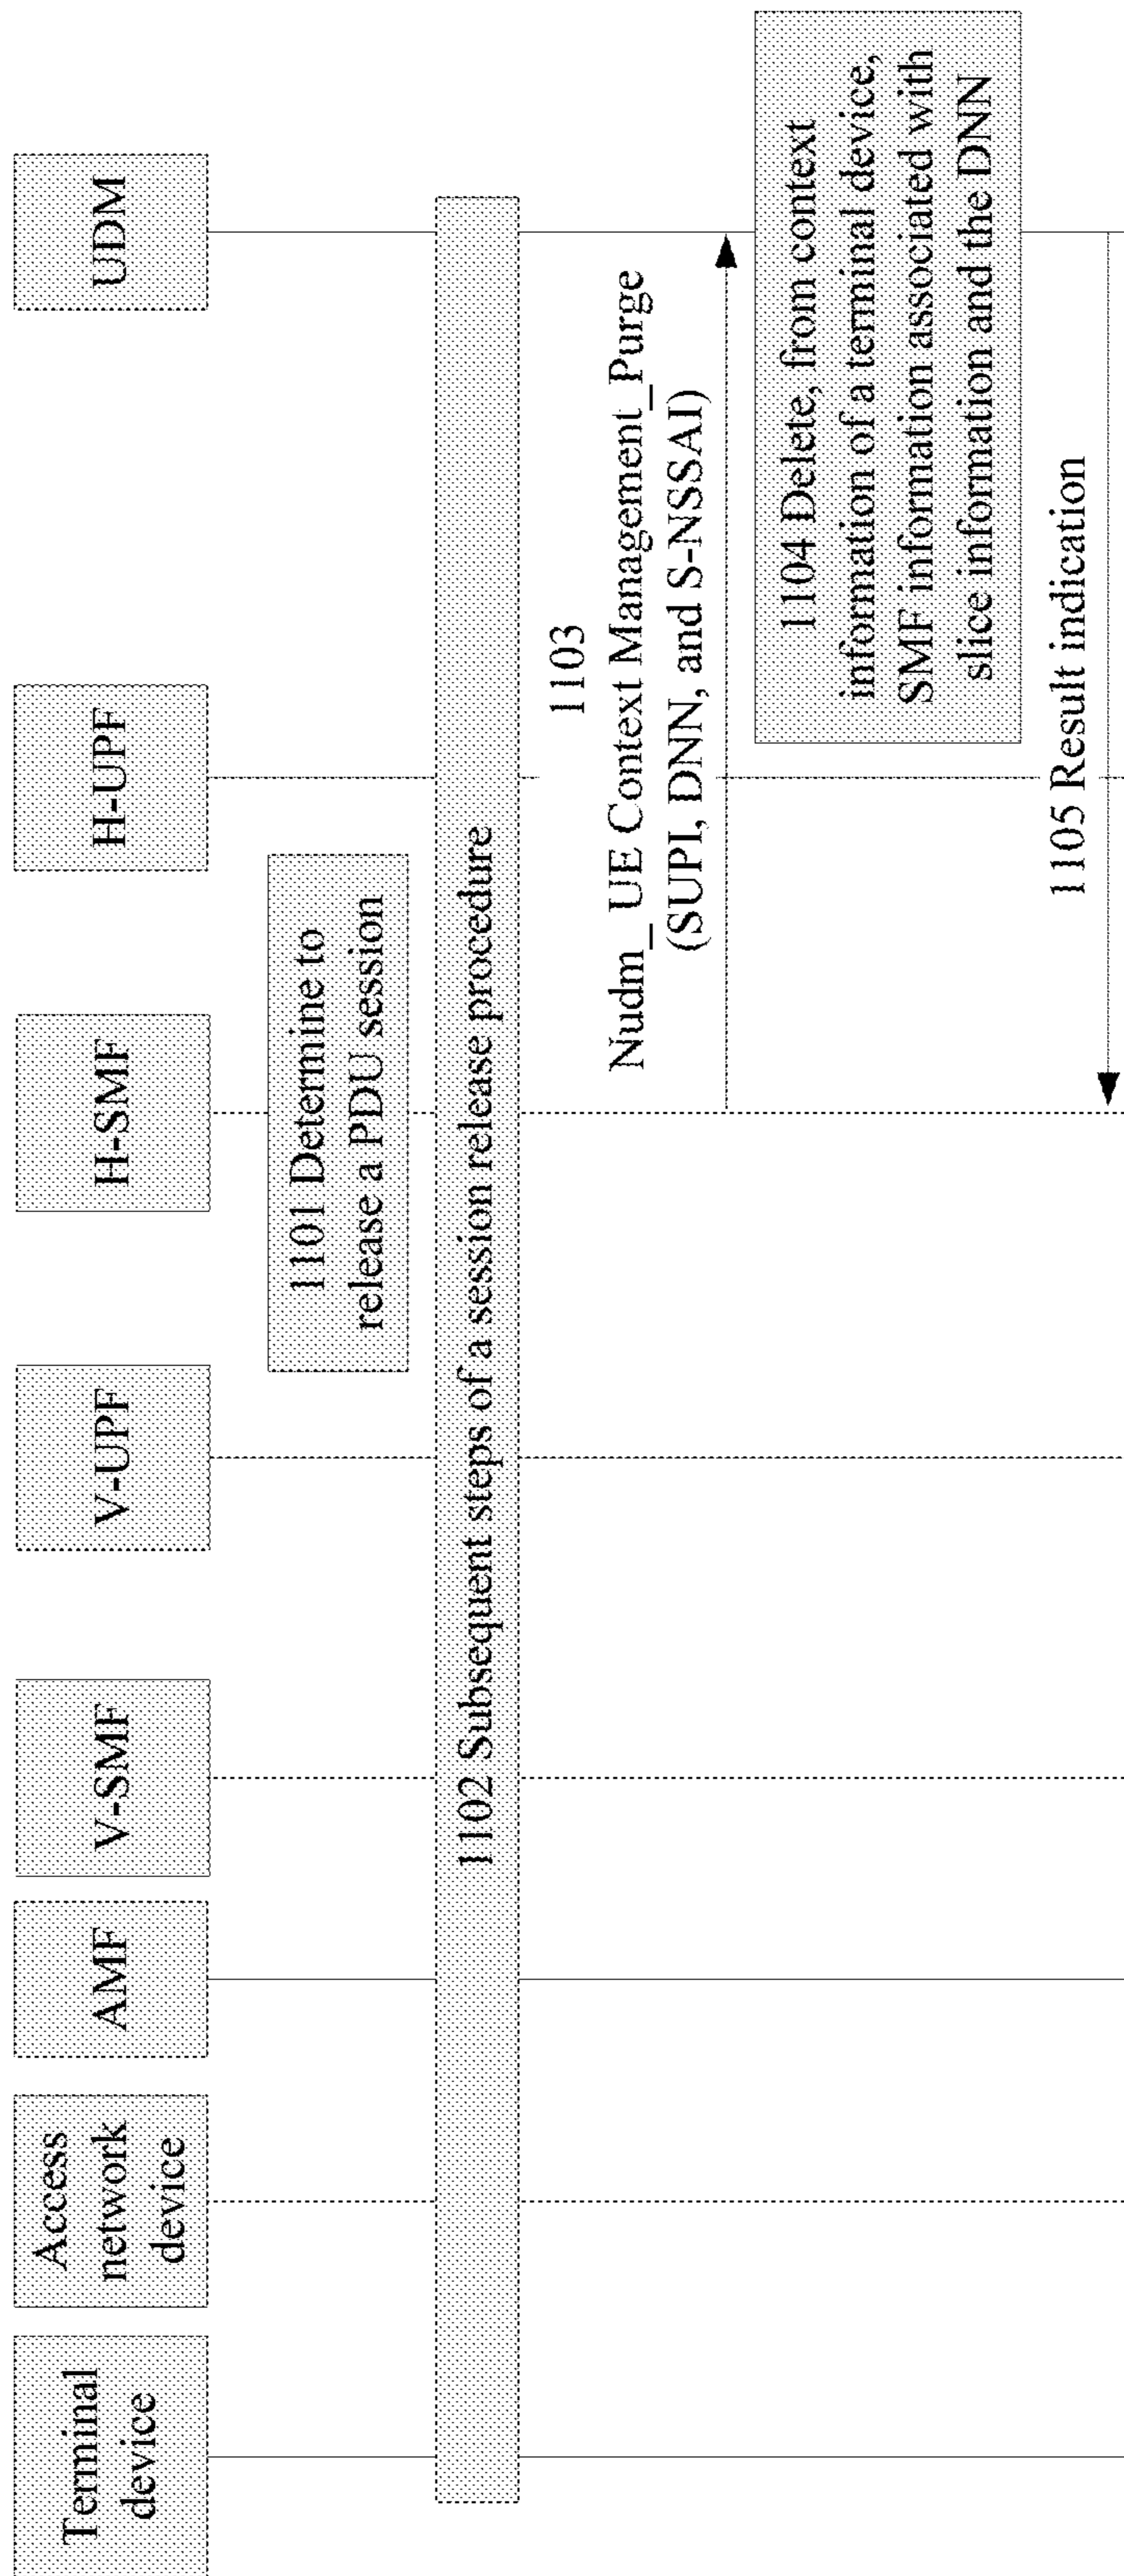 Terminal
device
Access
network
device
AMF
V-SMF
V-UPF
H-SMF
H-UPF
UDM
1101 Determine to
release a PDU session
1102 Subsequent steps of a session release procedure
1103
Nudm_UE Context Management_Purge
(SUPI, DNN, and S-NSSAI)
1104 Delete, from context
information of a terminal device,
SMF information associated with
slice information and the DNN
1105 Result indication